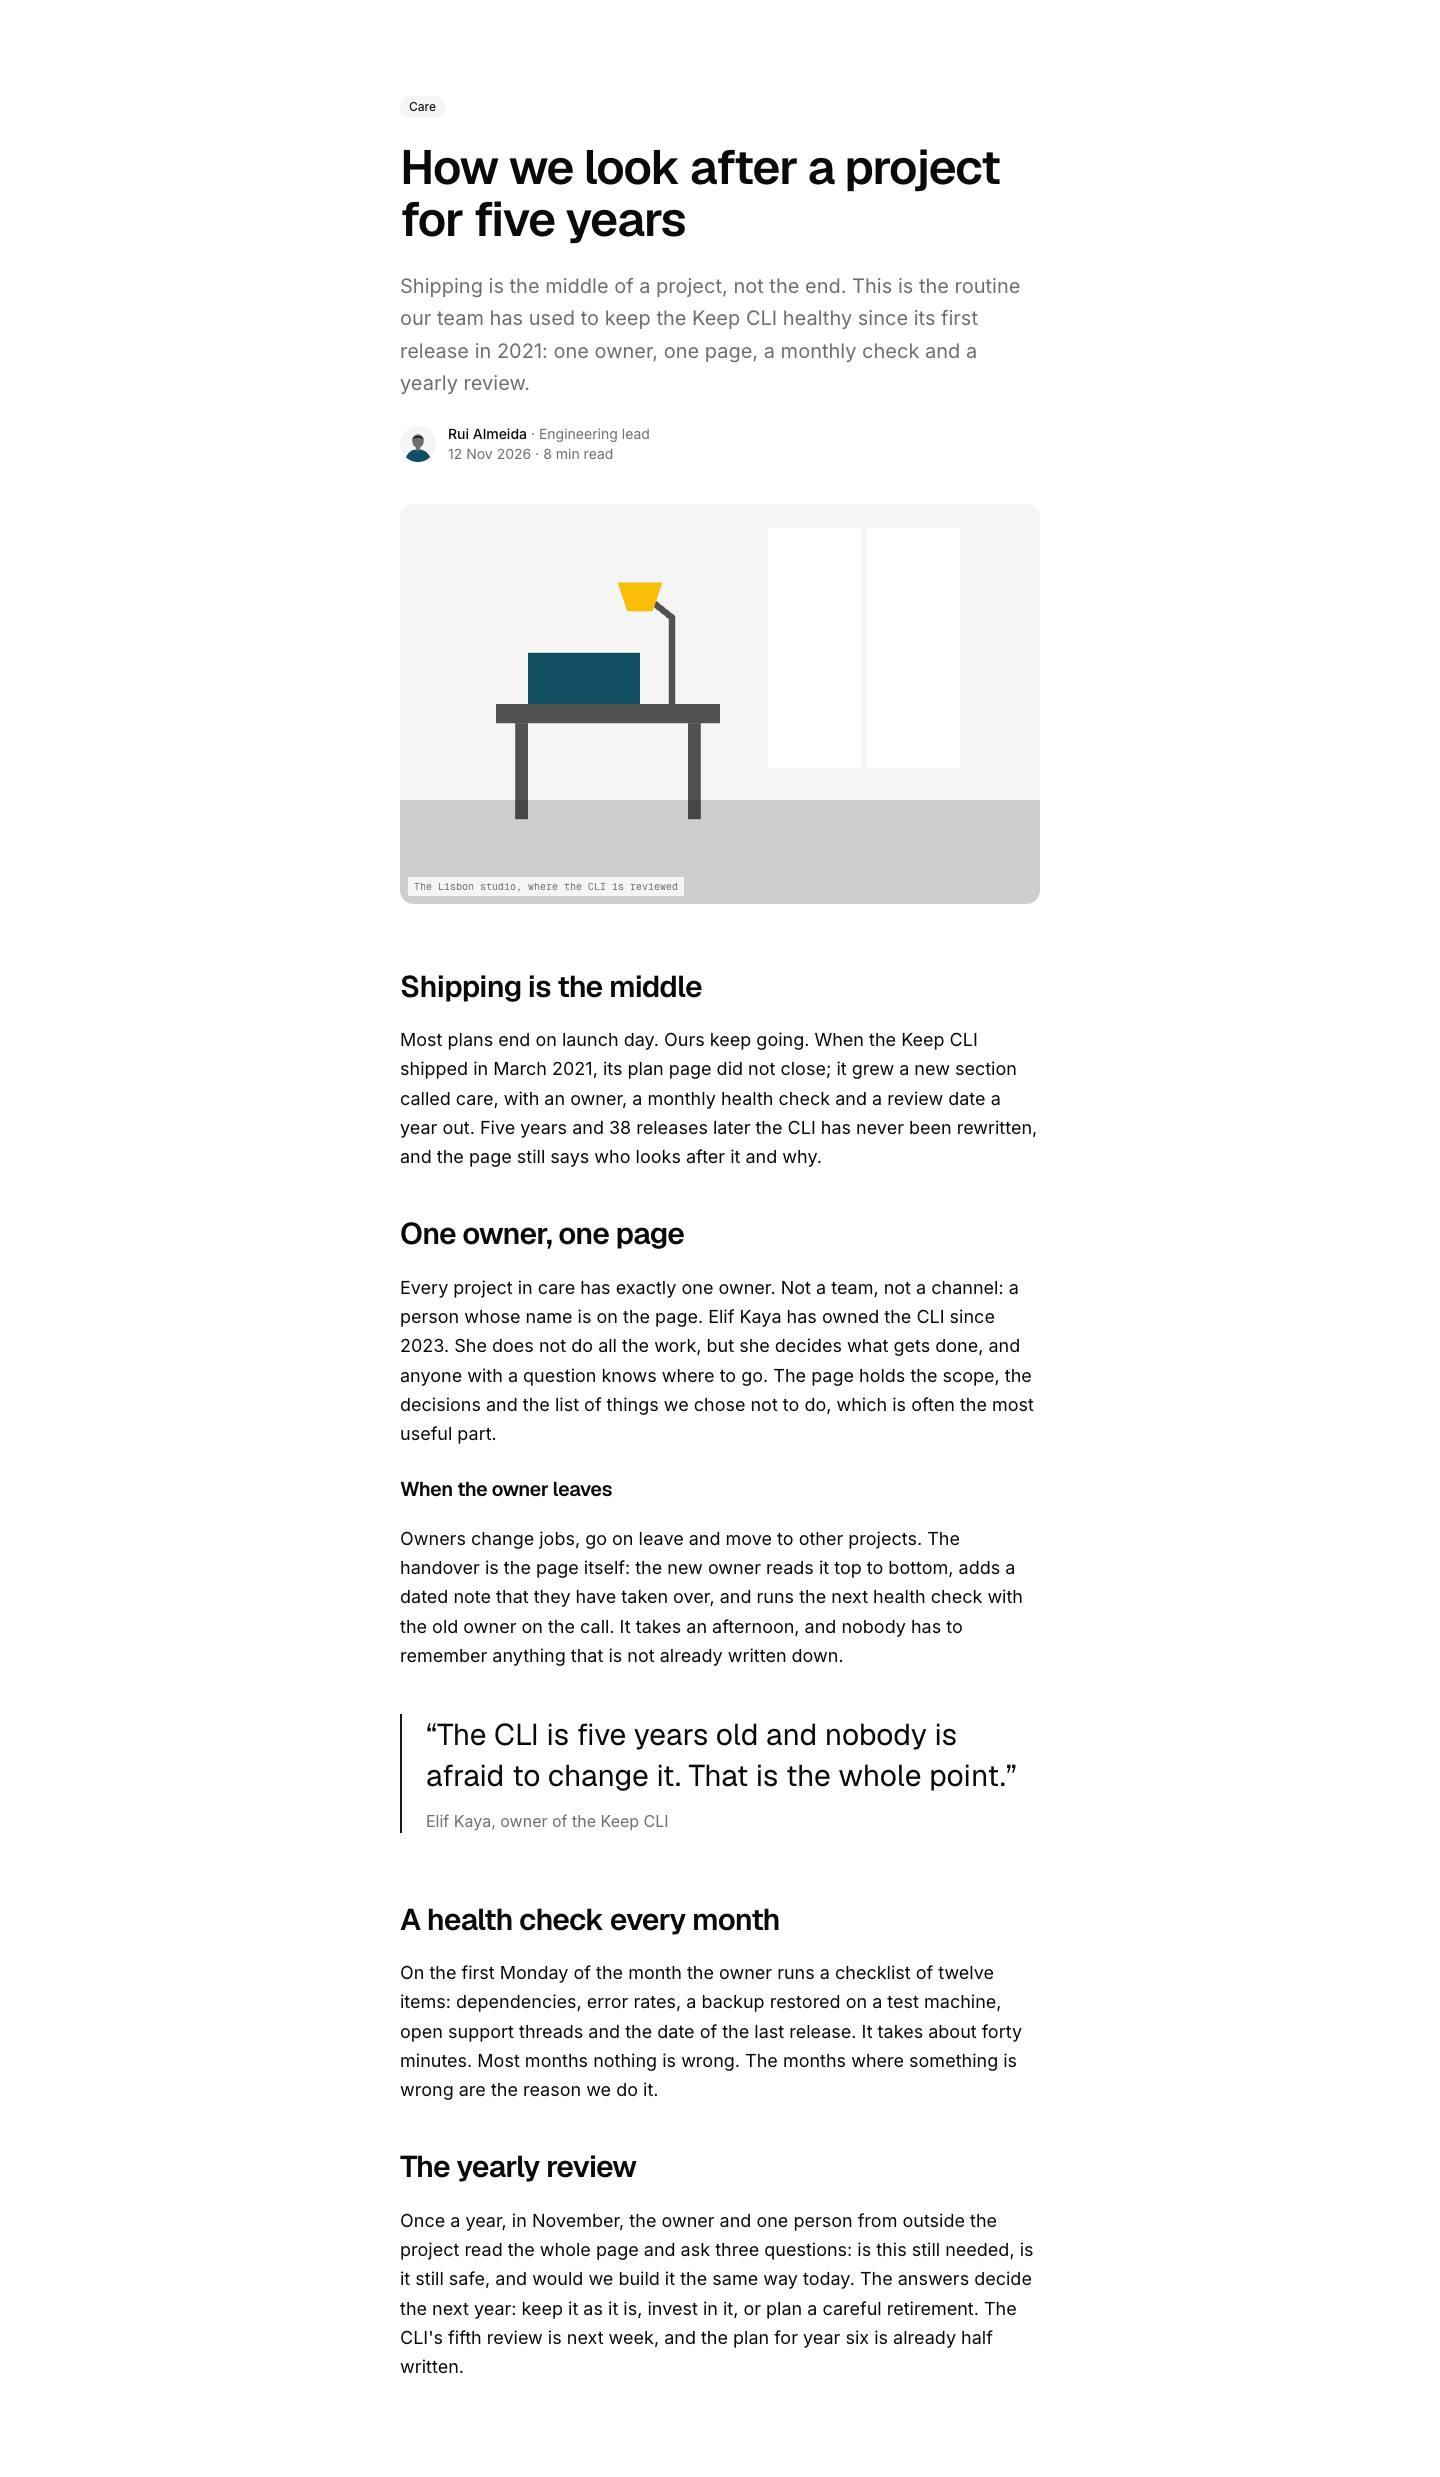 Care
How we look after a project
for five years
Shipping is the middle of a project, not the end. This is the routine
our team has used to keep the Keep CLI healthy since its first
release in 2021: one owner, one page, a monthly check and a
yearly review.
Rui Almeida · Engineering lead
12 Nov 2026 · 8 min read
The Lisbon studio, where the CLI is reviewed
Shipping is the middle
Most plans end on launch day. Ours keep going. When the Keep CLI
shipped in March 2021, its plan page did not close; it grew a new section
called care, with an owner, a monthly health check and a review date a
year out. Five years and 38 releases later the CLI has never been rewritten,
and the page still says who looks after it and why.
One owner, one page
Every project in care has exactly one owner. Not a team, not a channel: a
person whose name is on the page. Elif Kaya has owned the CLI since
2023. She does not do all the work, but she decides what gets done, and
anyone with a question knows where to go. The page holds the scope, the
decisions and the list of things we chose not to do, which is often the most
useful part.
When the owner leaves
Owners change jobs, go on leave and move to other projects. The
handover is the page itself: the new owner reads it top to bottom, adds a
dated note that they have taken over, and runs the next health check with
the old owner on the call. It takes an afternoon, and nobody has to
remember anything that is not already written down.
“The CLI is five years old and nobody is
afraid to change it. That is the whole point.”
Elif Kaya, owner of the Keep CLI
A health check every month
On the first Monday of the month the owner runs a checklist of twelve
items: dependencies, error rates, a backup restored on a test machine,
open support threads and the date of the last release. It takes about forty
minutes. Most months nothing is wrong. The months where something is
wrong are the reason we do it.
The yearly review
Once a year, in November, the owner and one person from outside the
project read the whole page and ask three questions: is this still needed, is
it still safe, and would we build it the same way today. The answers decide
the next year: keep it as it is, invest in it, or plan a careful retirement. The
CLI's fifth review is next week, and the plan for year six is already half
written.